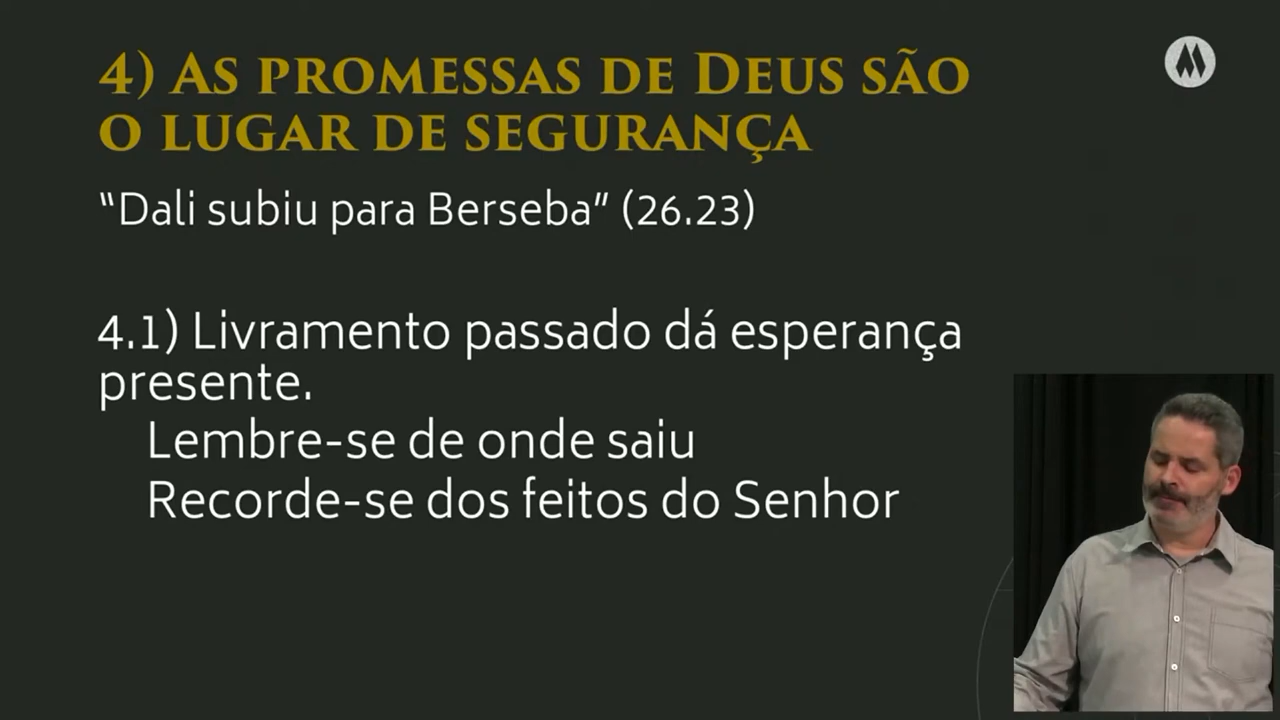 4) As promessas de Deus são
o lugar de segurança
“Dali subiu para Berseba” (26.23)
4.1) Livramento passado dá esperança
presente.
Lembre-se de onde saiu
Recorde-se dos feitos do Senhor